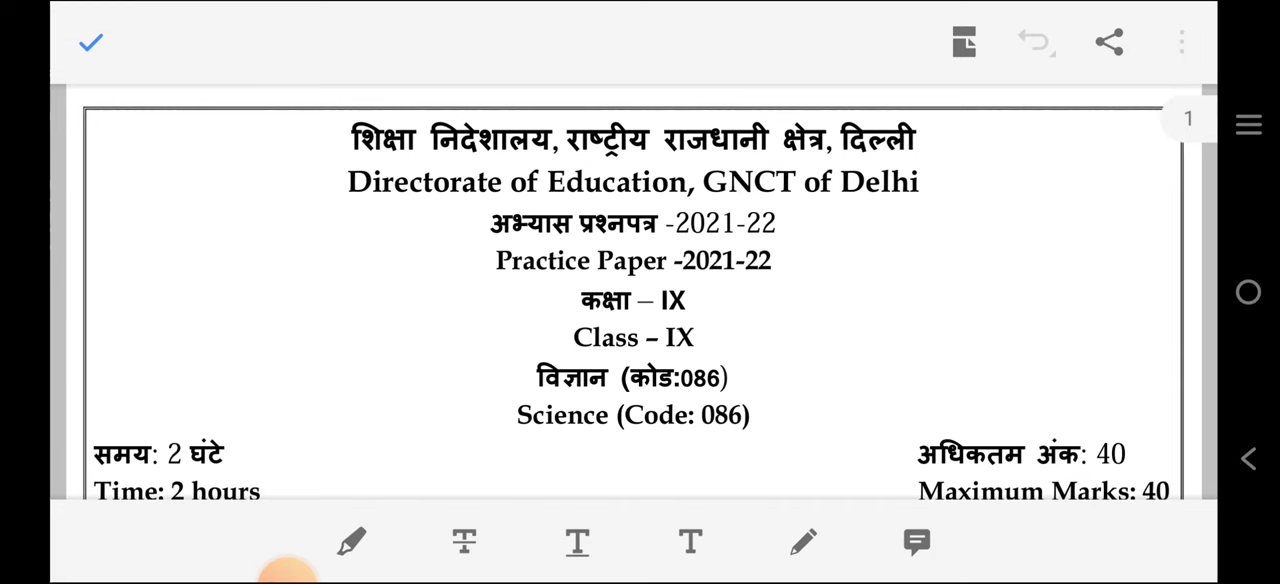 1
शिक्षा निदेशालय, राष्ट्रीय राजधानी क्षेत्र, दिल्ली
Directorate of Education, GNCT of Delhi
अभ्यास प्रश्नपत्र -2021-22
Practice Paper -2021-22
कक्षा – IX
Class – IX
विज्ञान (कोड:086)
Science (Code: 086)
समय: 2 घंटे अधिकतम अंक: 40
Time: 2 hours Maximum Marks: 40